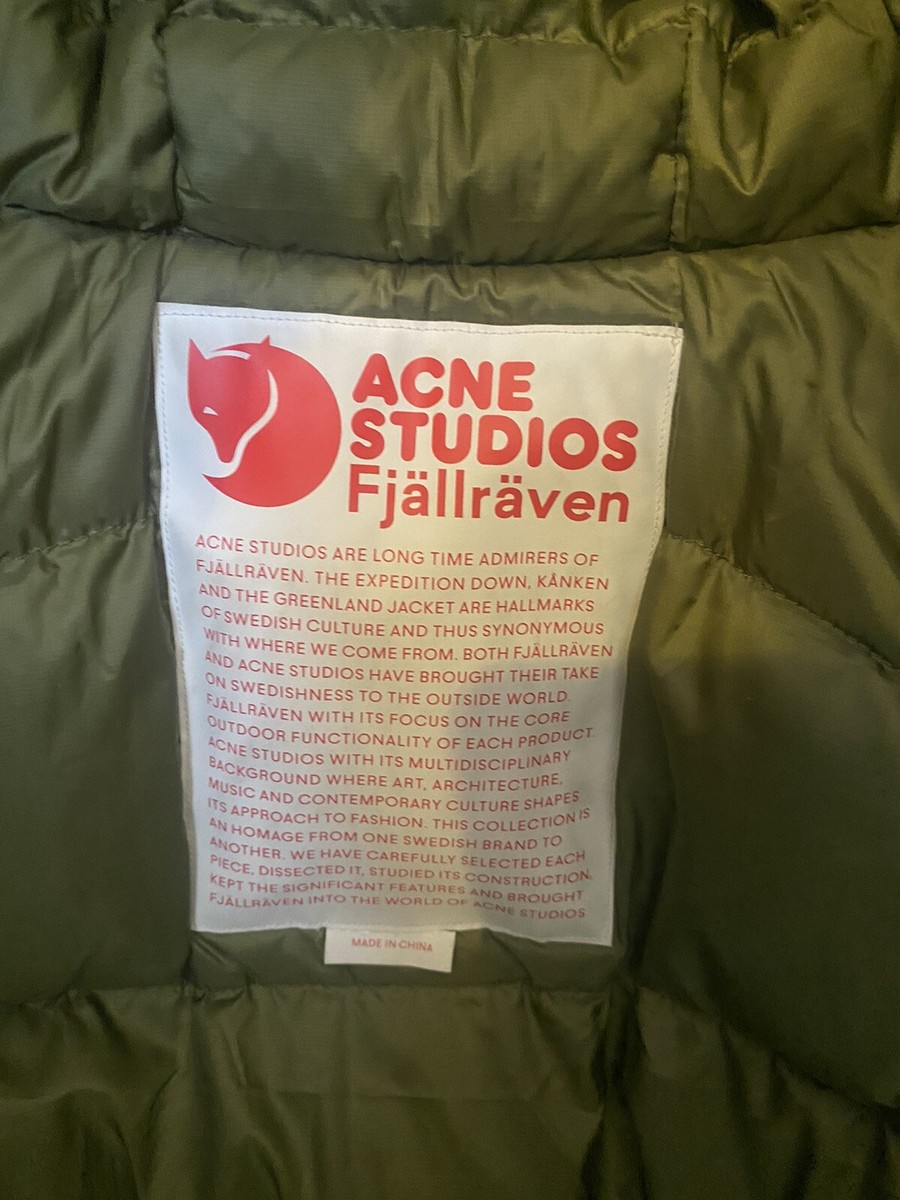 ACNE
STUDIOS
Fjällräven
ACNE STUDIOS ARE LONG TIME ADMIRERS OF
FJÄLLRÄVEN. THE EXPEDITION DOWN, KÅNKEN
AND THE GREENLAND JACKET ARE HALLMARKS
OF SWEDISH CULTURE AND THUS SYNONYMOUS
WITH WHERE WE COME FROM. BOTH FJÄLLRÄVEN
AND ACNE STUDIOS HAVE BROUGHT THEIR TAKE
ON SWEDISHNESS TO THE OUTSIDE WORLD.
FJÄLLRÄVEN WITH ITS FOCUS ON THE CORE
OUTDOOR FUNCTIONALITY OF EACH PRODUCT.
ACNE STUDIOS WITH ITS MULTIDISCIPLINARY
BACKGROUND WHERE ART, ARCHITECTURE,
MUSIC AND CONTEMPORARY CULTURE SHAPES
ITS APPROACH TO FASHION. THIS COLLECTION IS
AN HOMAGE FROM ONE SWEDISH BRAND TO
ANOTHER. WE HAVE CAREFULLY SELECTED EACH
PIECE, DISSECTED IT, STUDIED ITS CONSTRUCTION,
KEPT THE SIGNIFICANT FEATURES AND BROUGHT
FJÄLLRÄVEN INTO THE WORLD OF ACNE STUDIOS
MADE IN CHINA